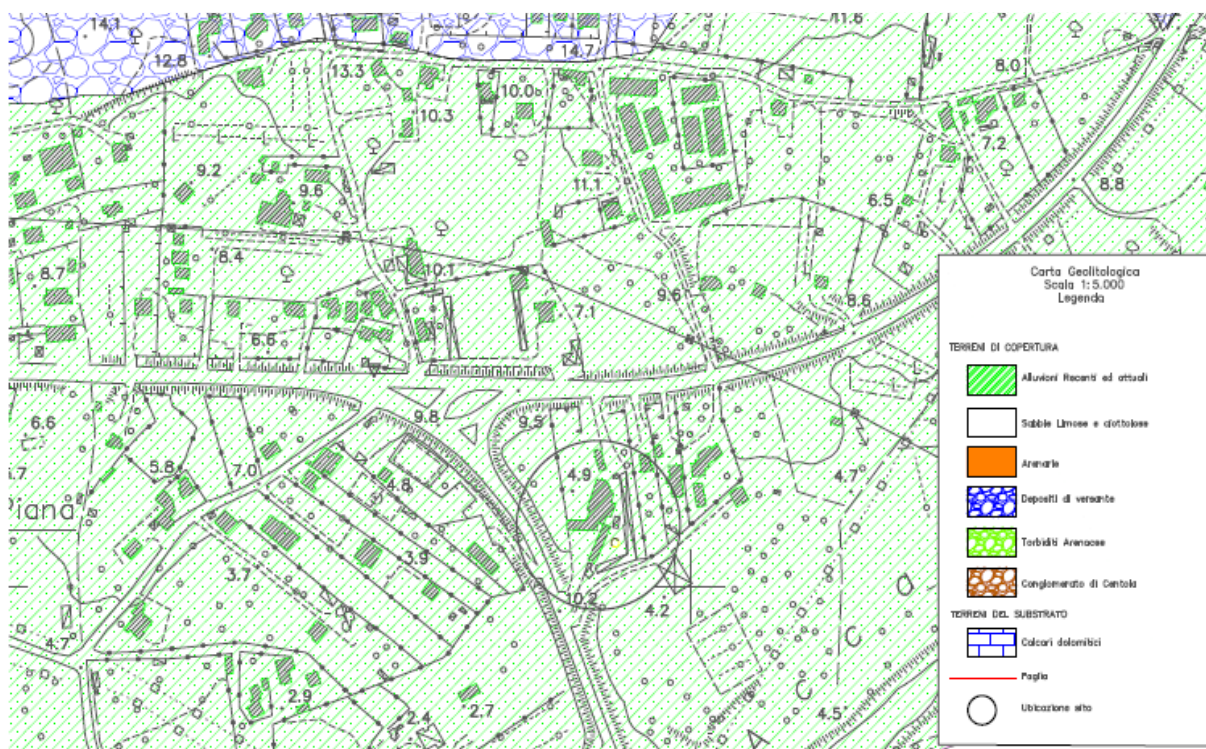 14.1
11.6
12.8
14.7
13.3
10.0
8.0
10.3
7.2
9.2
9.6
11.1
8.8
6.5
8.4
8.7
10.1
9.6
8.6
7.1
6.6
9.8
9.5
6.6
5.8
7.0
4.8
4.9
4.7
Piana
3.9
3.7
10.2
4.2
4.7
2.9
2.7
2.4
4.5
C
C
Carta Geolitologica
Scala 1:5.000
Legenda
TERRENI DI COPERTURA
Alluvioni Recenti ed attuali
Sabbie Limose e ciottolose
Arenarie
Depositi di versante
Torbiditi Arenacee
Conglomerato di Centola
TERRENI DEL SUBSTRATO
Calcari dolomitici
Faglia
Ubicazione sito